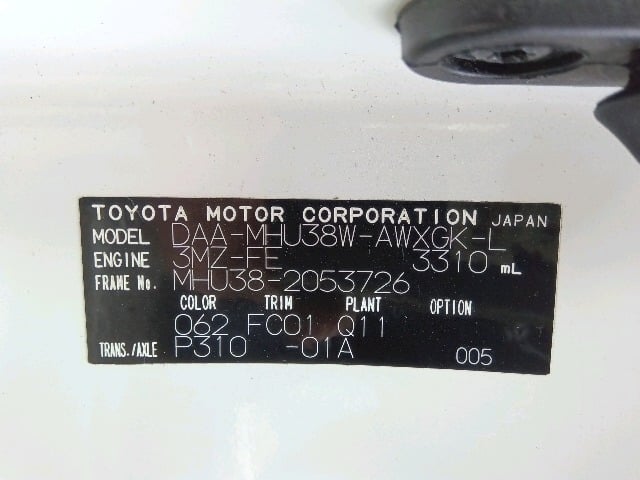 TOYOTA MOTOR CORPORATION JAPAN
MODEL DAA-MHU38W-AWXGK-L
ENGINE 3MZ-FE 3310 mL
FRAME No. MHU38-2053726
COLOR TRIM PLANT OPTION
062 FC01 Q11
TRANS./AXLE P310 -01A 005